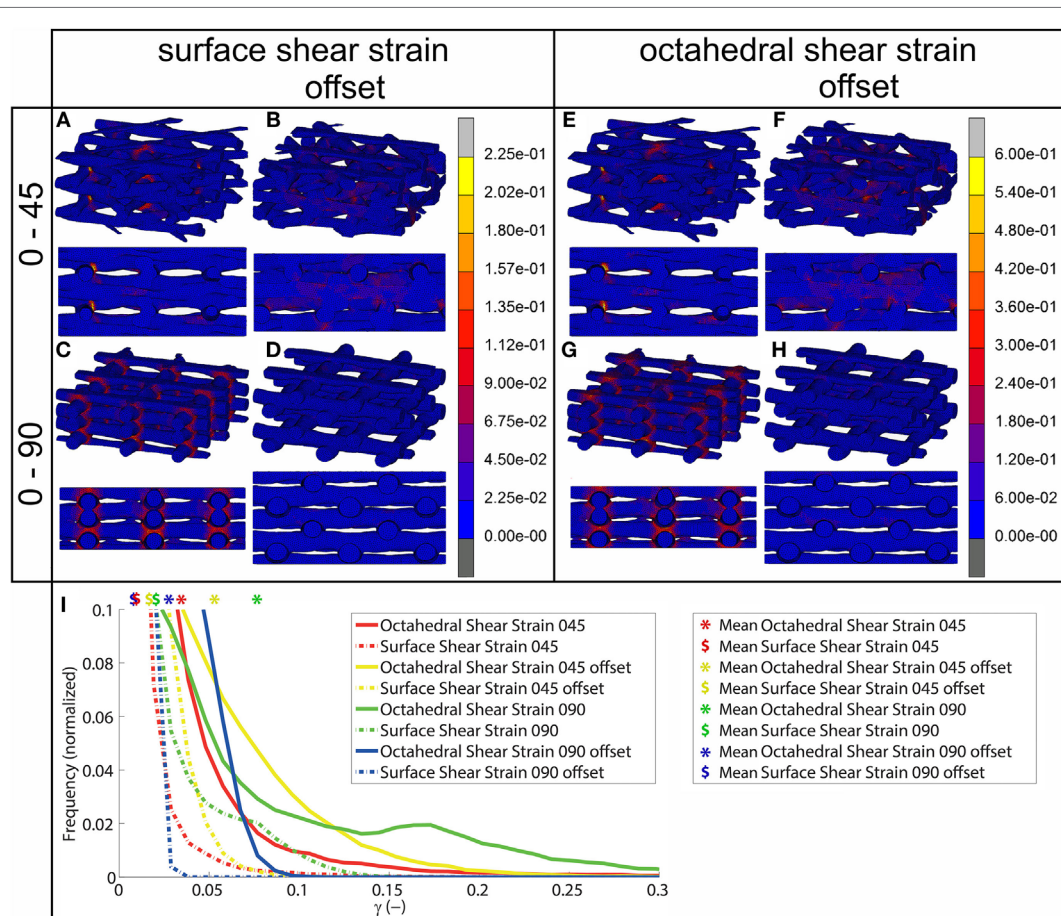 surface shear strain
offset
octahedral shear strain
offset
0 - 45
0 - 90
A
B
C
D
2.25e-01
2.02e-01
1.80e-01
1.57e-01
1.35e-01
1.12e-01
9.00e-02
6.75e-02
4.50e-02
2.25e-02
0.00e-00
E
F
G
H
6.00e-01
5.40e-01
4.80e-01
4.20e-01
3.60e-01
3.00e-01
2.40e-01
1.80e-01
1.20e-01
6.00e-02
0.00e-00
I
$ $ $ $ * * * *
Frequency (normalized)
0.1
0.08
0.06
0.04
0.02
0
0 0.05 0.1 0.15 0.2 0.25 0.3
γ (–)
Octahedral Shear Strain 045
Surface Shear Strain 045
Octahedral Shear Strain 045 offset
Surface Shear Strain 045 offset
Octahedral Shear Strain 090
Surface Shear Strain 090
Octahedral Shear Strain 090 offset
Surface Shear Strain 090 offset
* Mean Octahedral Shear Strain 045
$ Mean Surface Shear Strain 045
* Mean Octahedral Shear Strain 045 offset
$ Mean Surface Shear Strain 045 offset
* Mean Octahedral Shear Strain 090
$ Mean Surface Shear Strain 090
* Mean Octahedral Shear Strain 090 offset
$ Mean Surface Shear Strain 090 offset